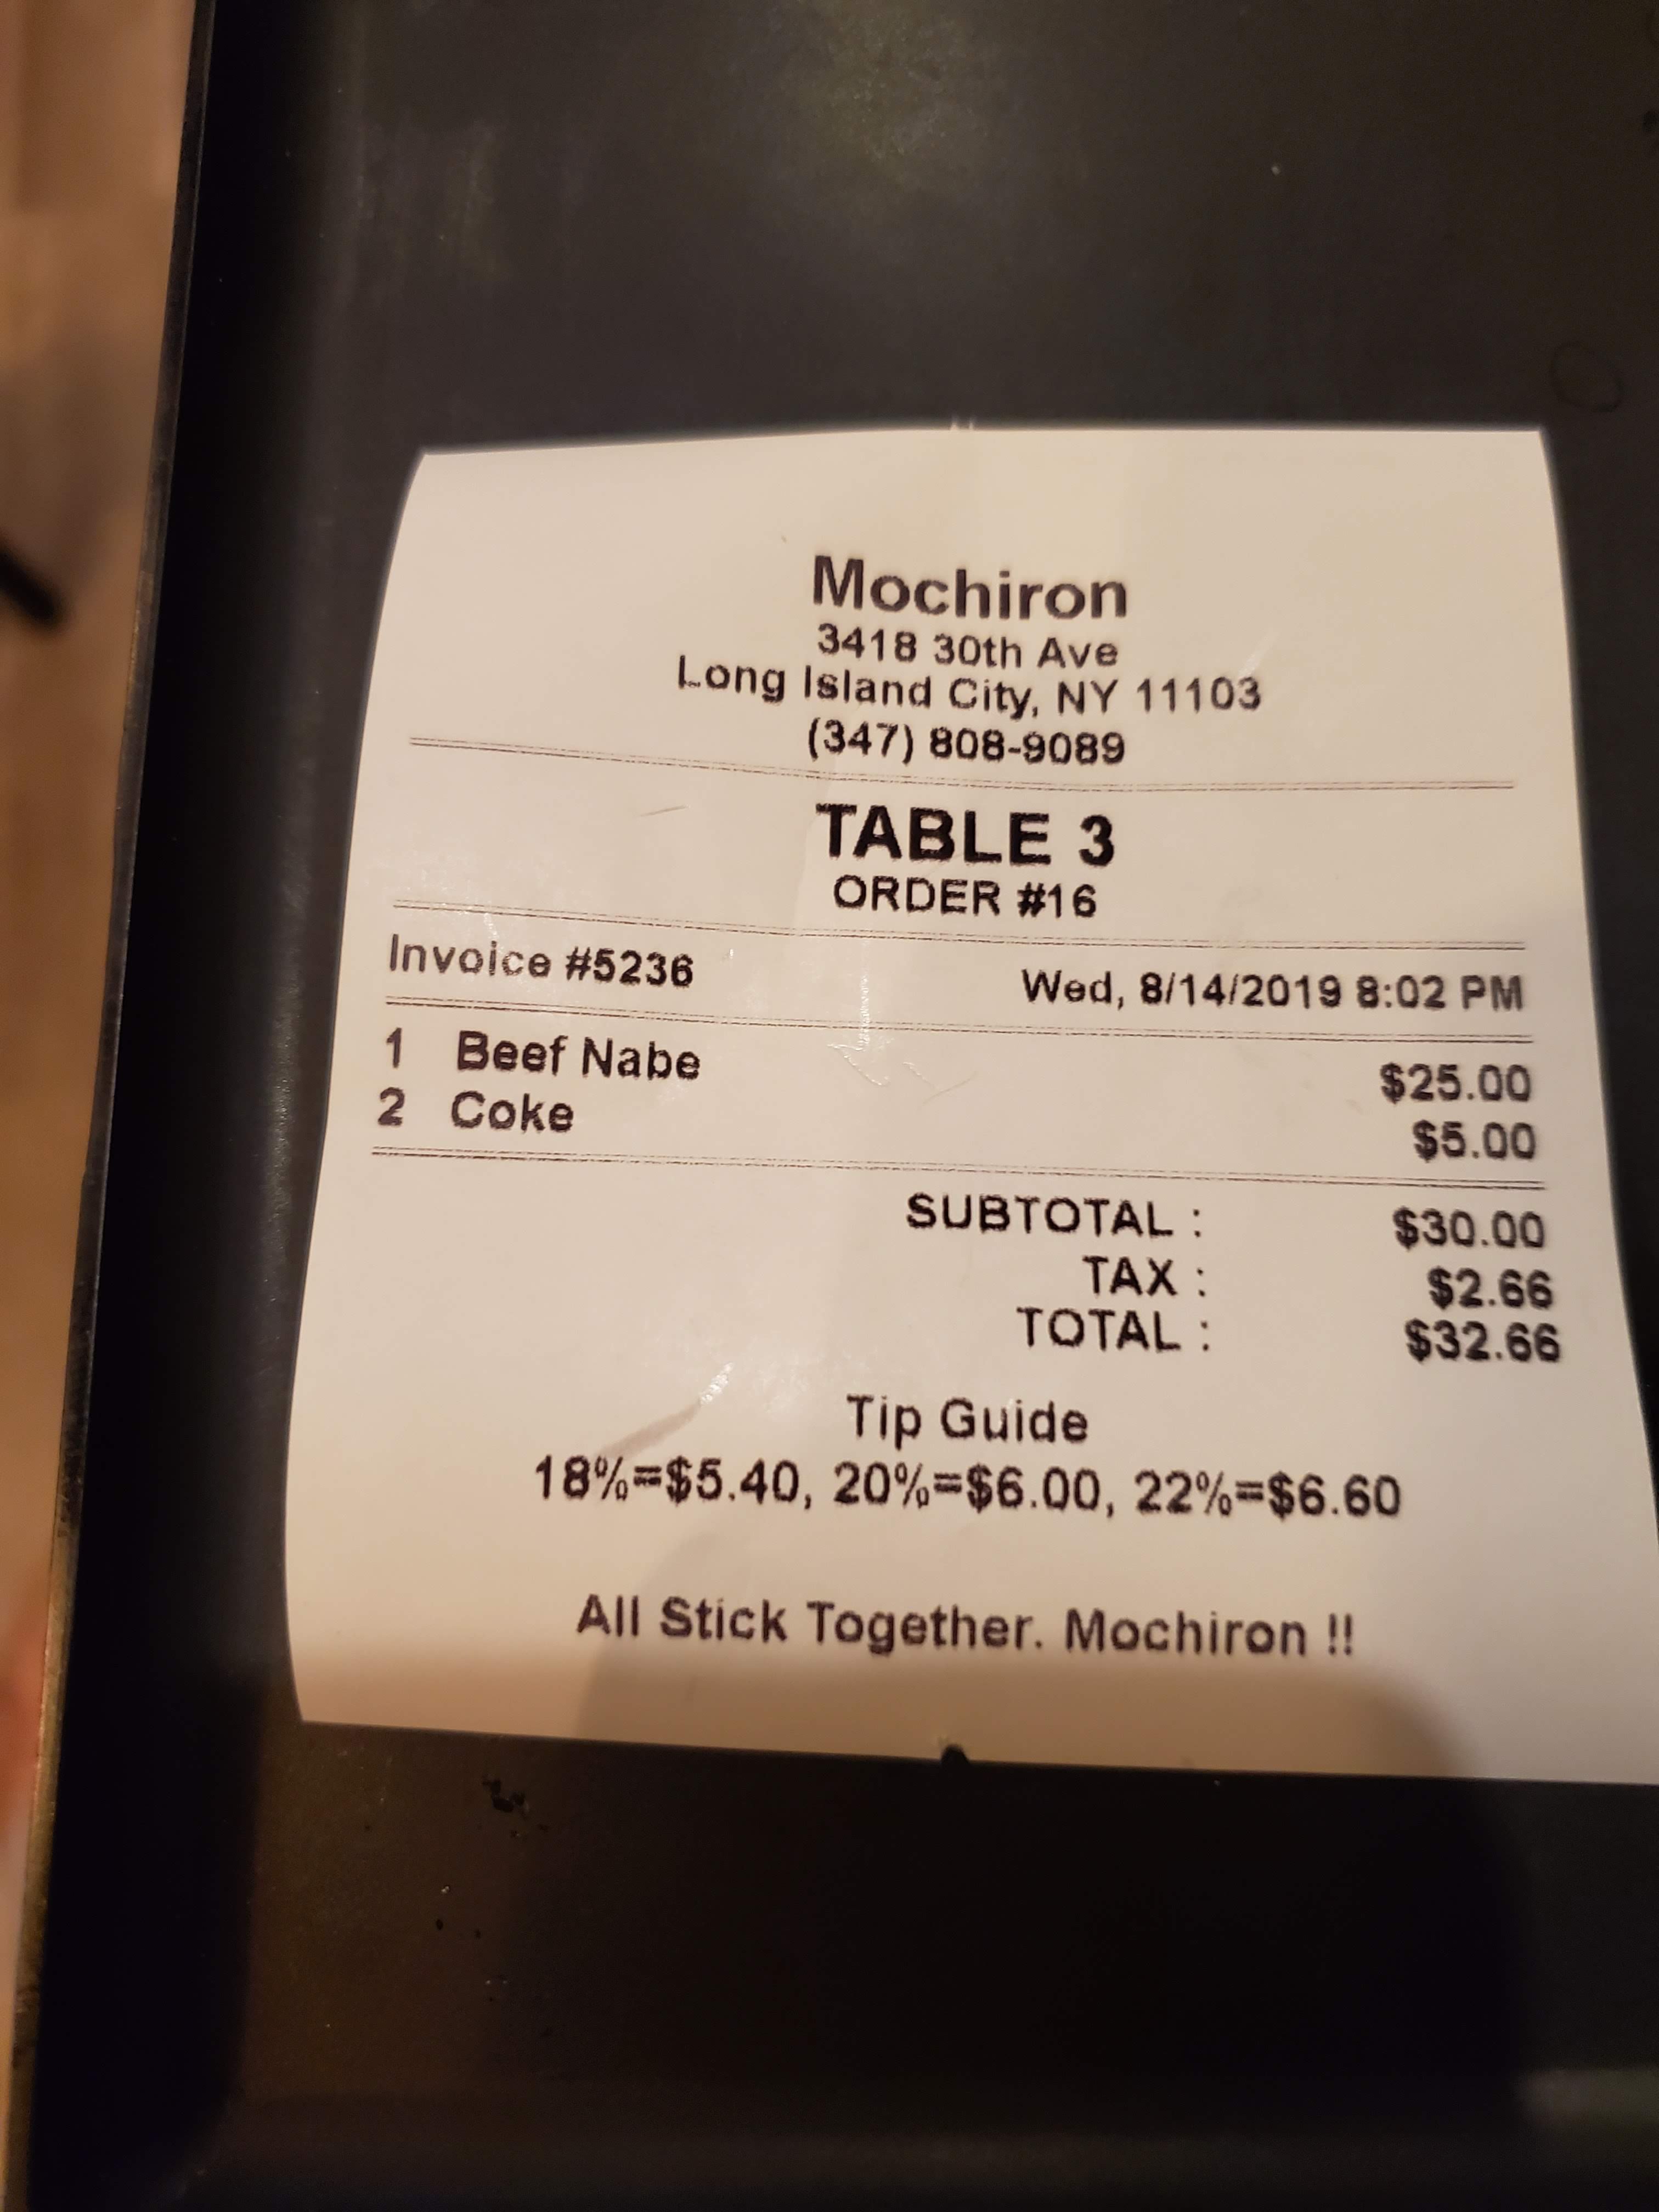 Mochiron
3418 30th Ave
Long Island City, NY 11103
(347) 808-9089
TABLE 3
ORDER #16
Invoice #5236 Wed, 8/14/2019 8:02 PM
1 Beef Nabe $25.00
2 Coke $5.00
SUBTOTAL : $30.00
TAX : $2.66
TOTAL : $32.66
Tip Guide
18%=$5.40, 20%=$6.00, 22%=$6.60
All Stick Together. Mochiron !!